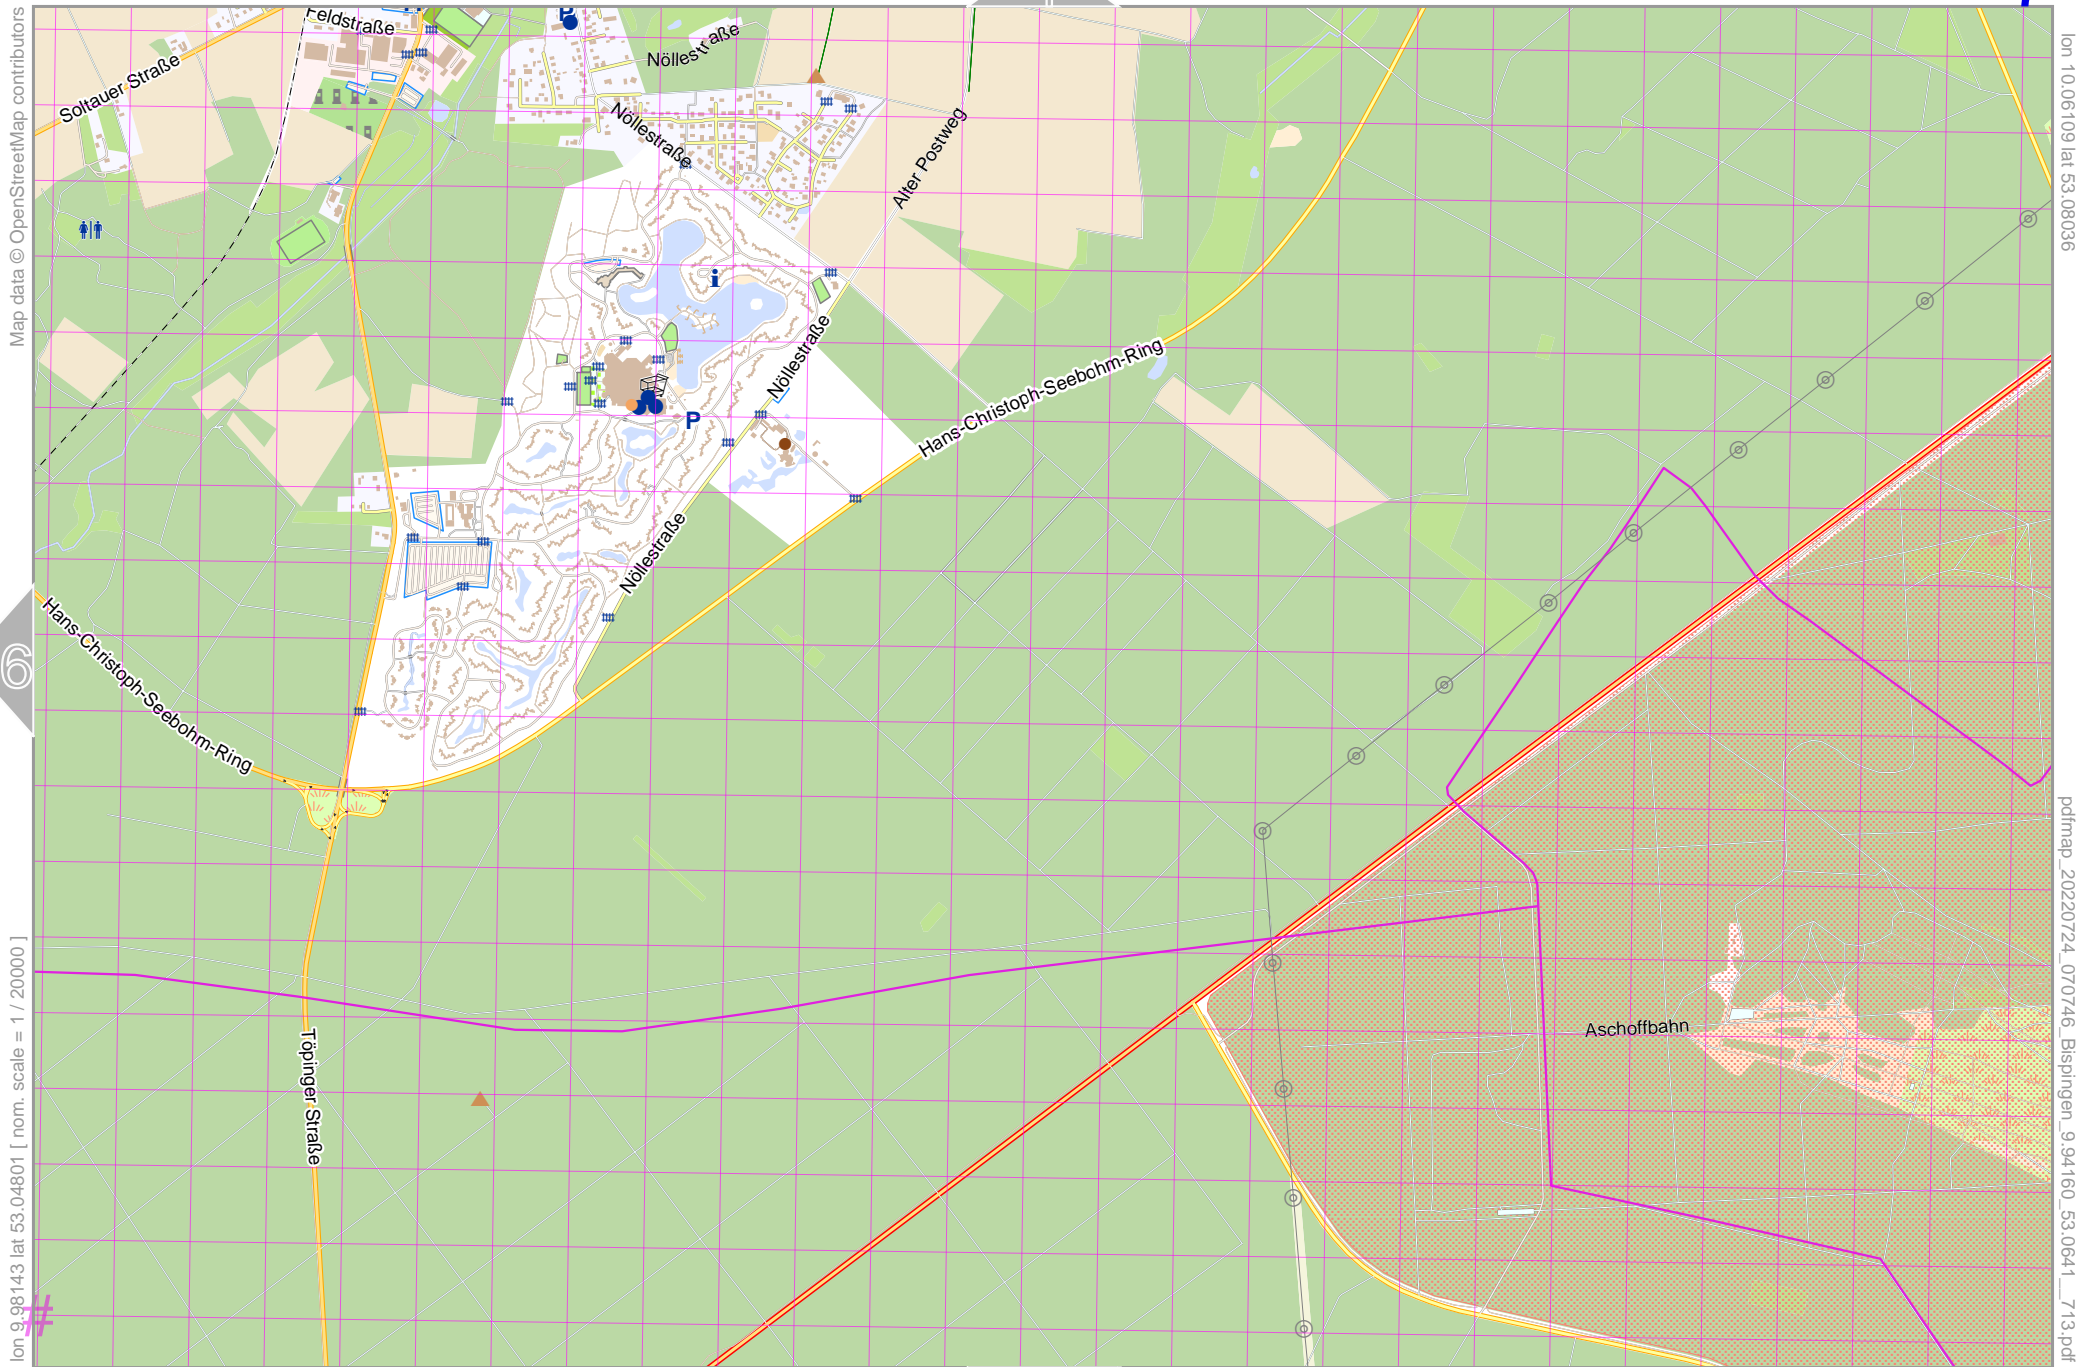 Feldstraße
Soltauer Straße
Nöllestraße
Nöllestraße
Alter Postweg
i
Nöllestraße
P
Hans-Christoph-Seebohm-Ring
Nöllestraße
Hans-Christoph-Seebohm-Ring
6
Töpinger Straße
Aschoffbahn
#
Map data © OpenStreetMap contributors
lon 9.98143 lat 53.04801 [ nom. scale = 1 / 20000 ]
lon 10.06109 lat 53.08036
pdfmap_20220724_070746_Bispingen_9.94160_53.0641__713.pdf